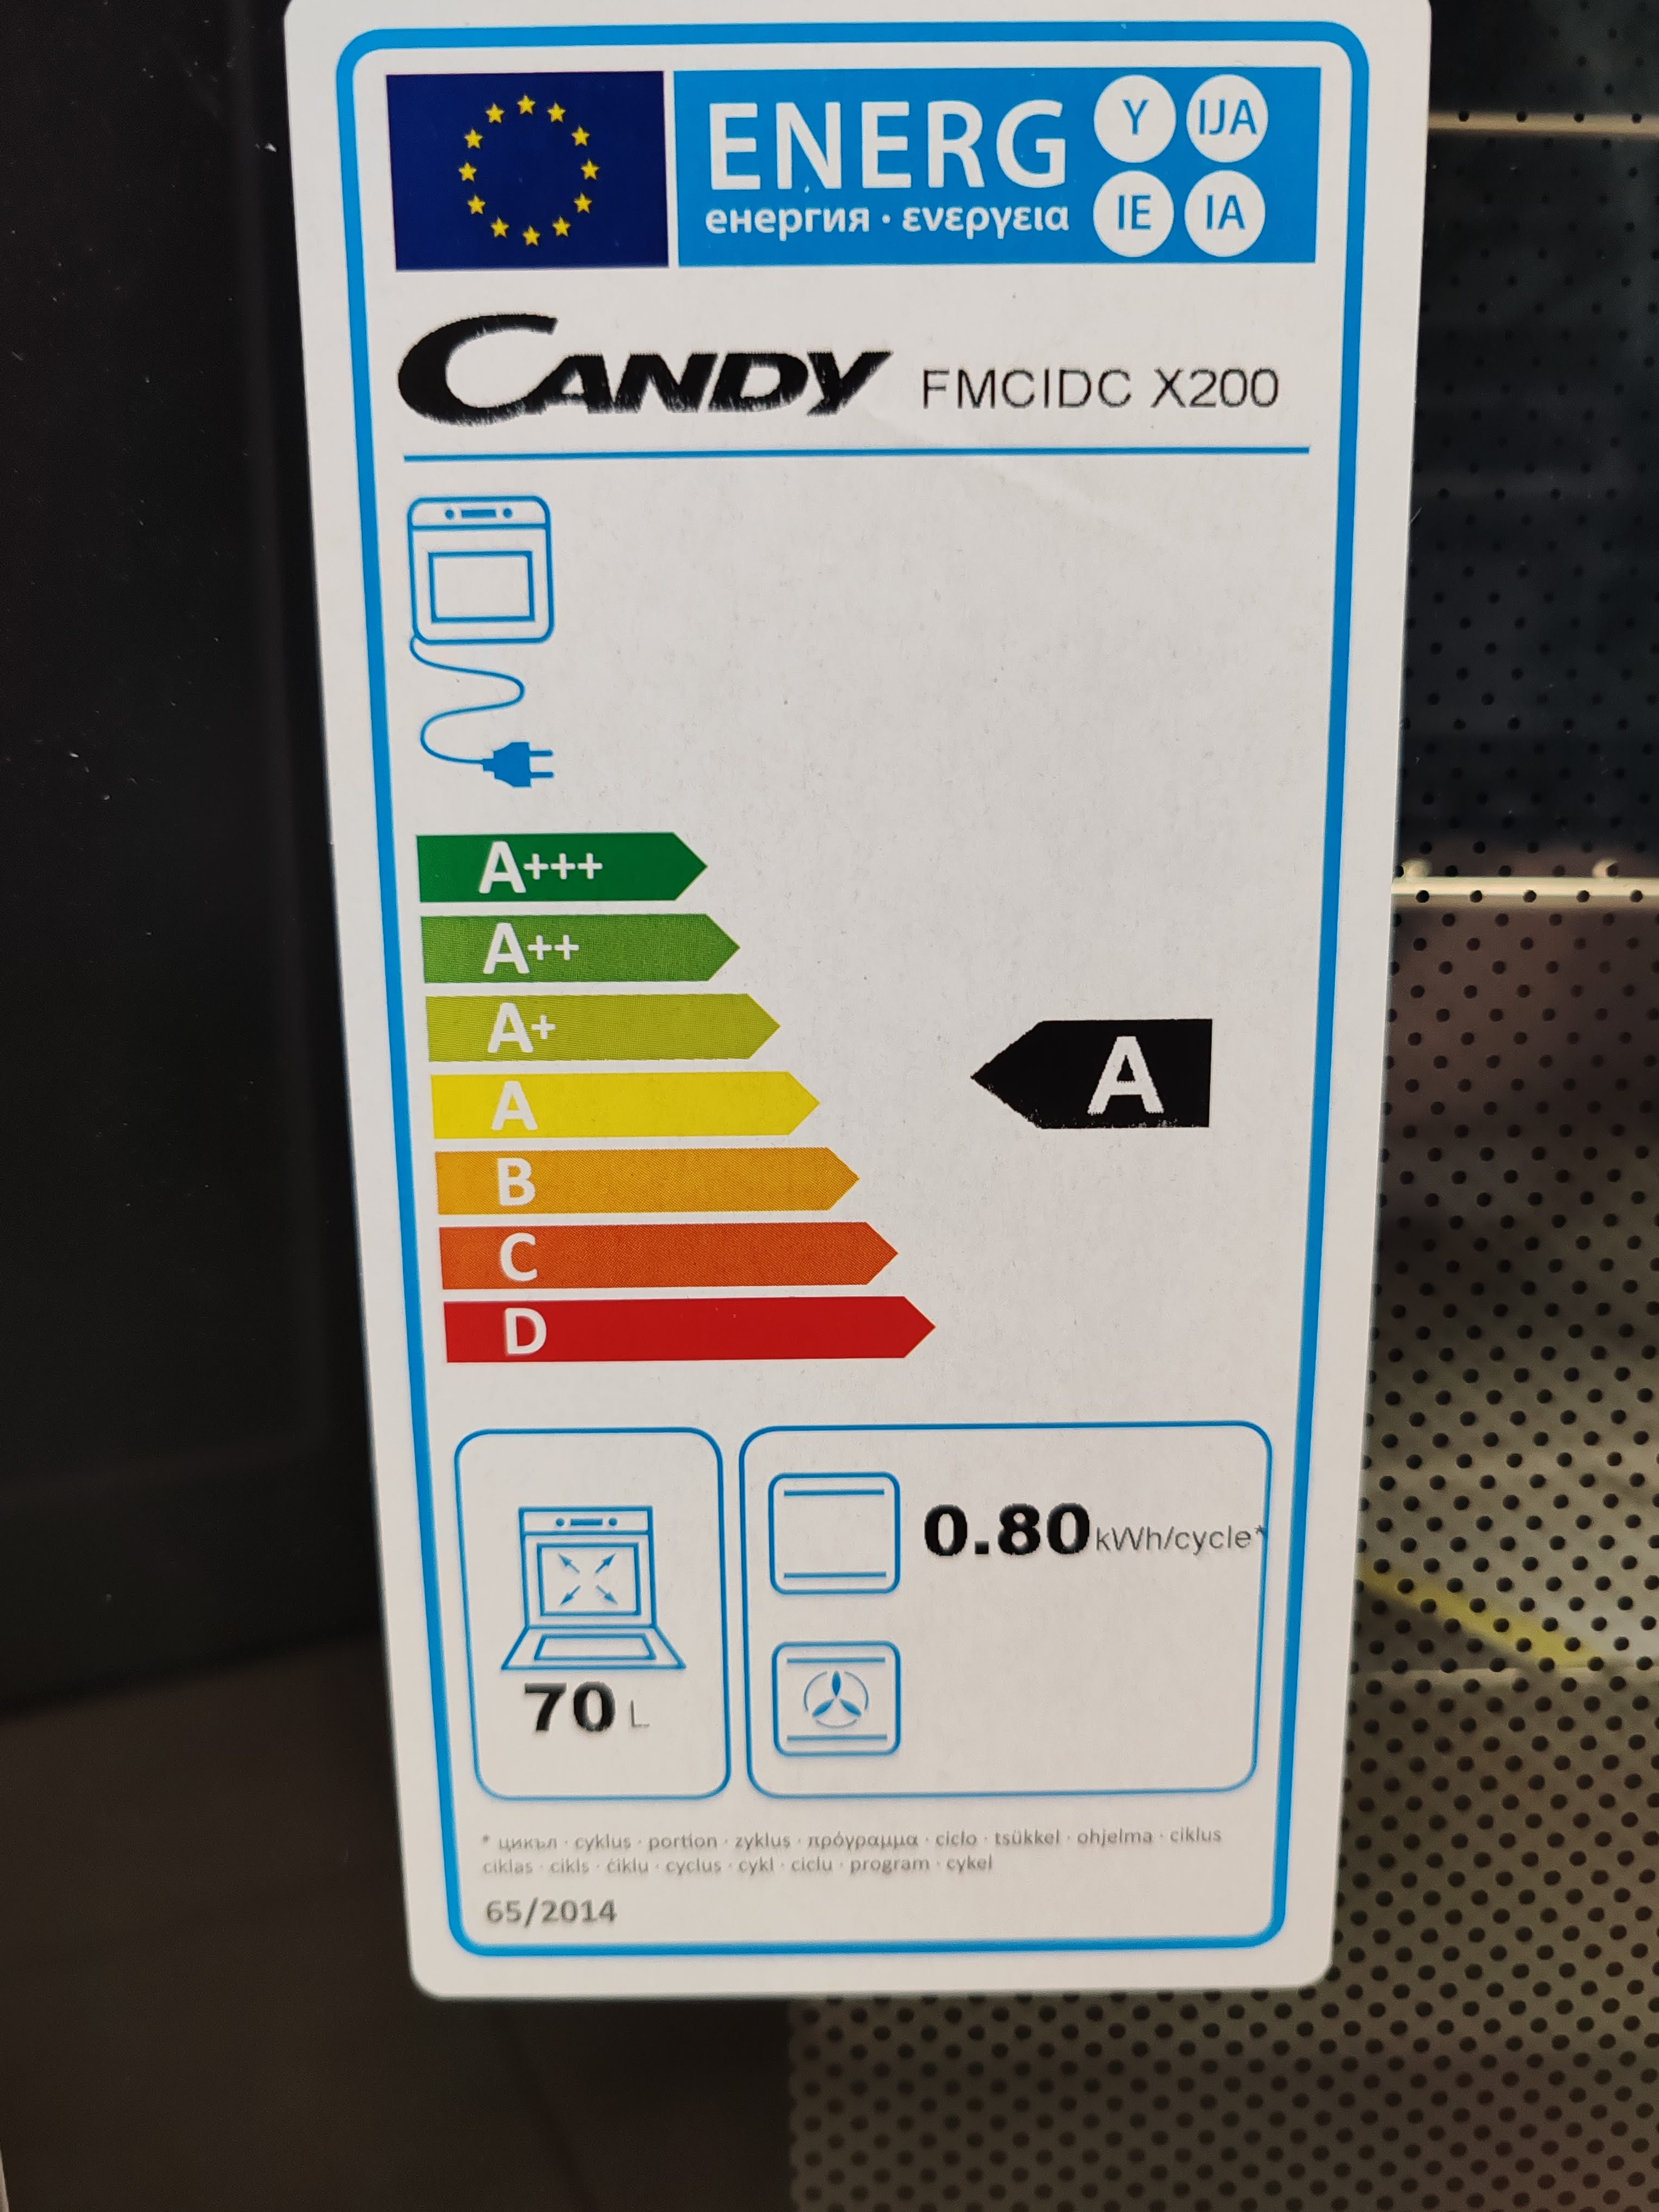 ENERG Y IJA
енергия · ενεργεια IE IA
CANDY FMCIDC X200
A+++
A++
A+
A
A
B
C
D
0.80 kWh/cycle*
70 L
* цикъл · cyklus · portion · zyklus · πρόγραμμα · ciclo · tsükkel · ohjelma · ciklus
ciklas · cikls · ċiklu · cyclus · cykl · ciclu · program · cykel
65/2014